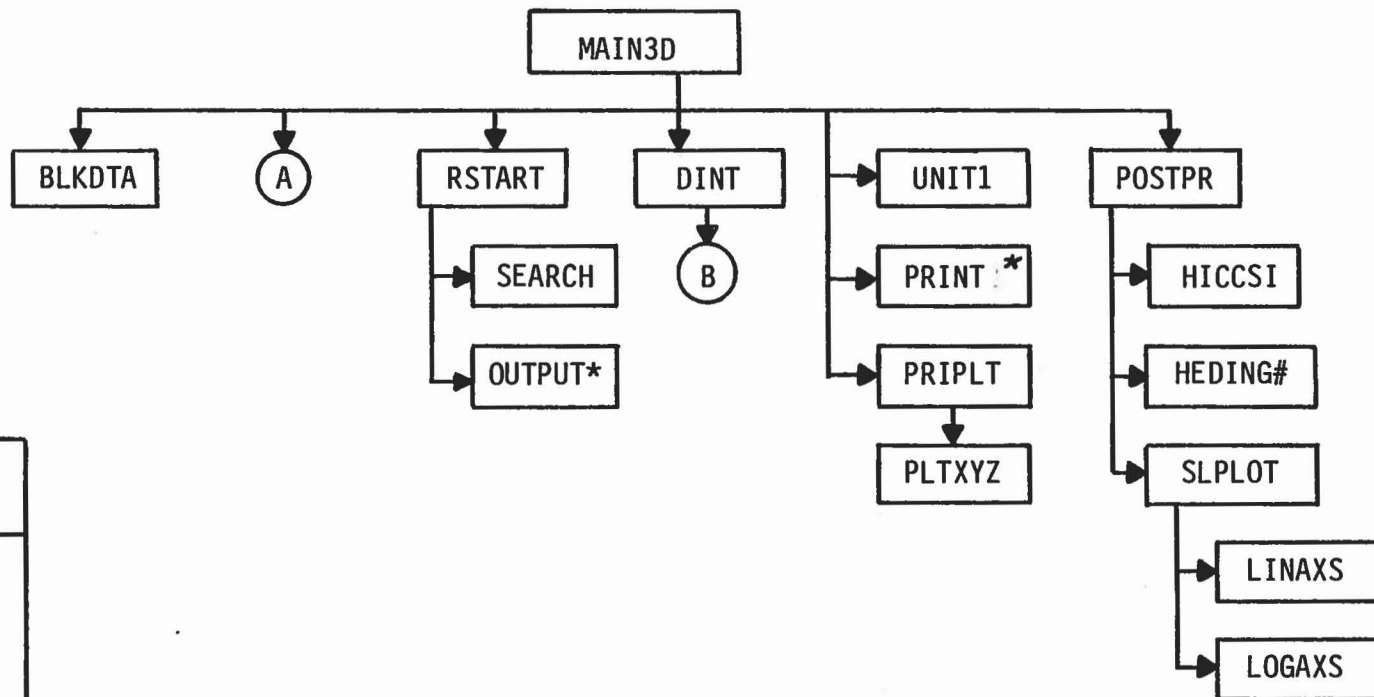 MAIN3D
BLKDTA
A
RSTART
DINT
UNIT1
POSTPR
SEARCH
B
PRINT *
HICCSI
OUTPUT*
PRIPLT
HEDING#
PLTXYZ
SLPLOT
LINAXS
LOGAXS